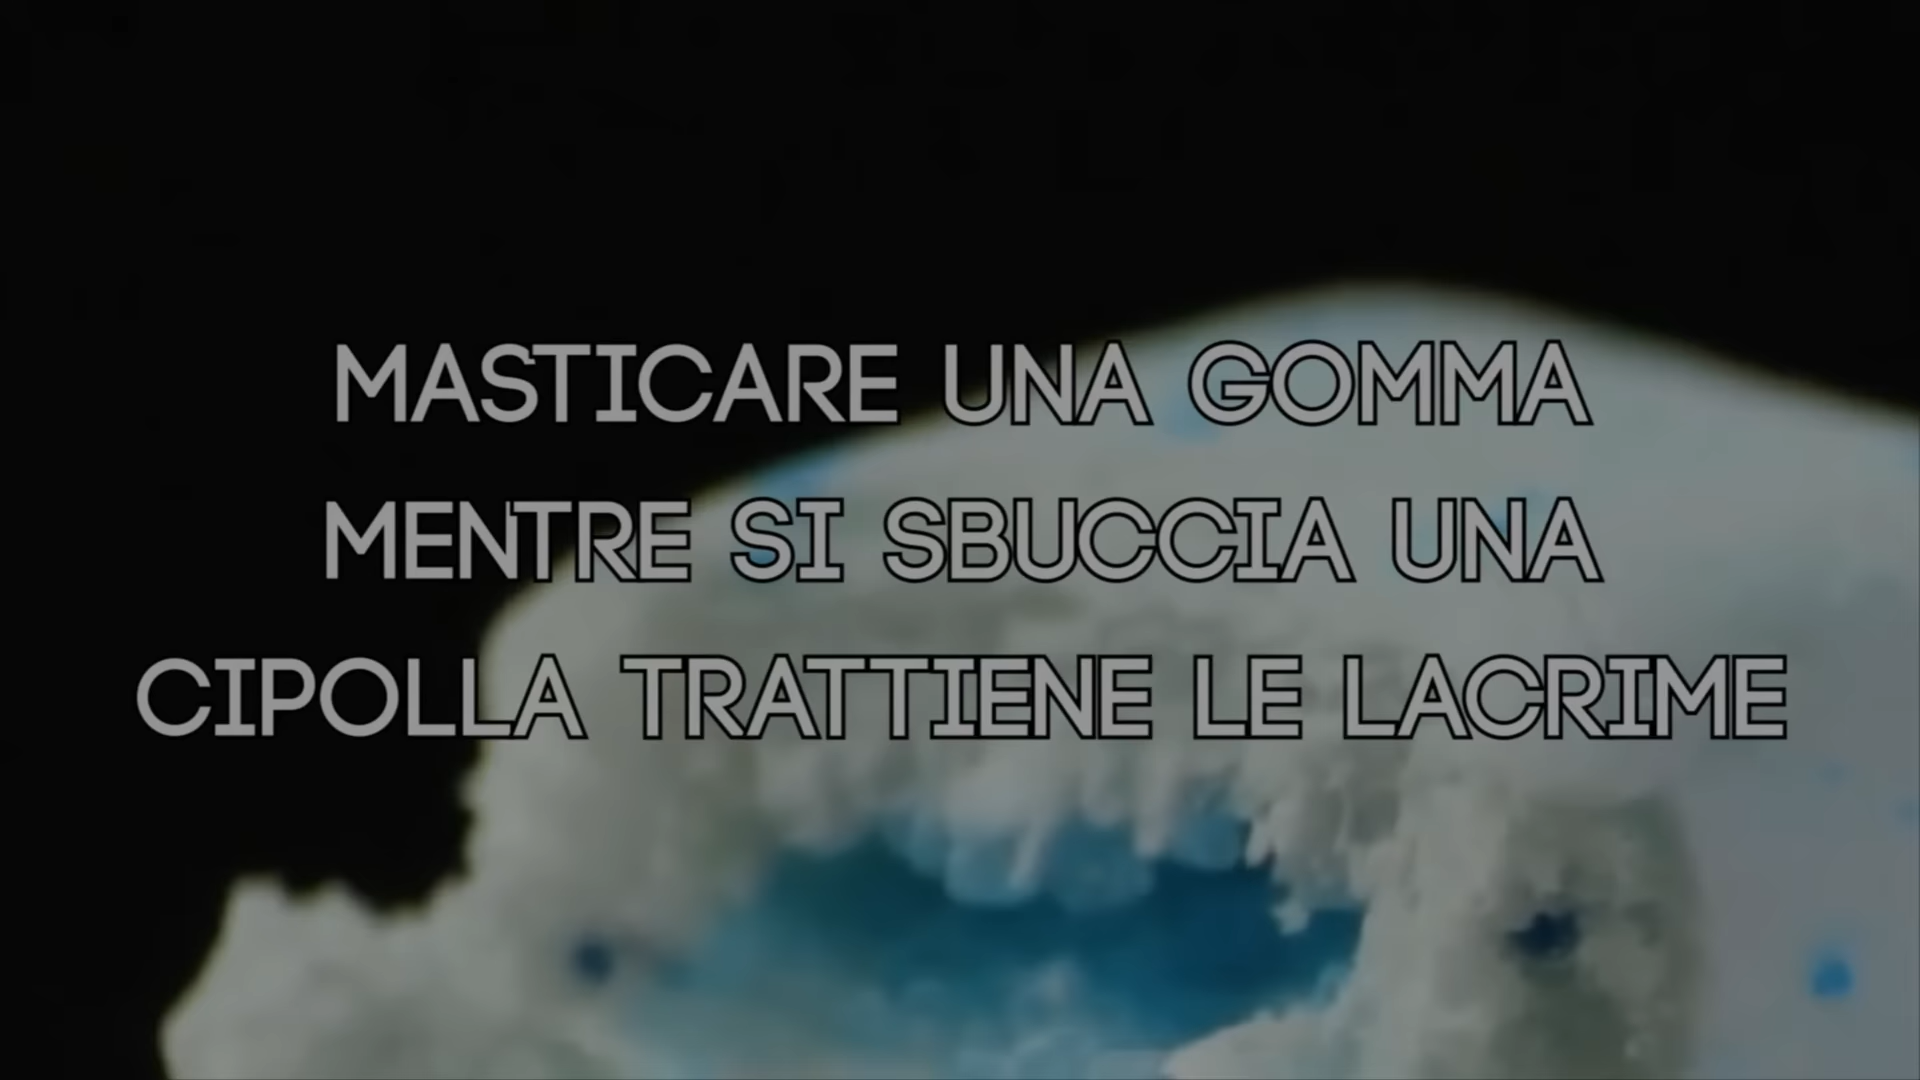 MASTICARE UNA GOMMA
MENTRE SI SBUCCIA UNA
CIPOLLA TRATTIENE LE LACRIME